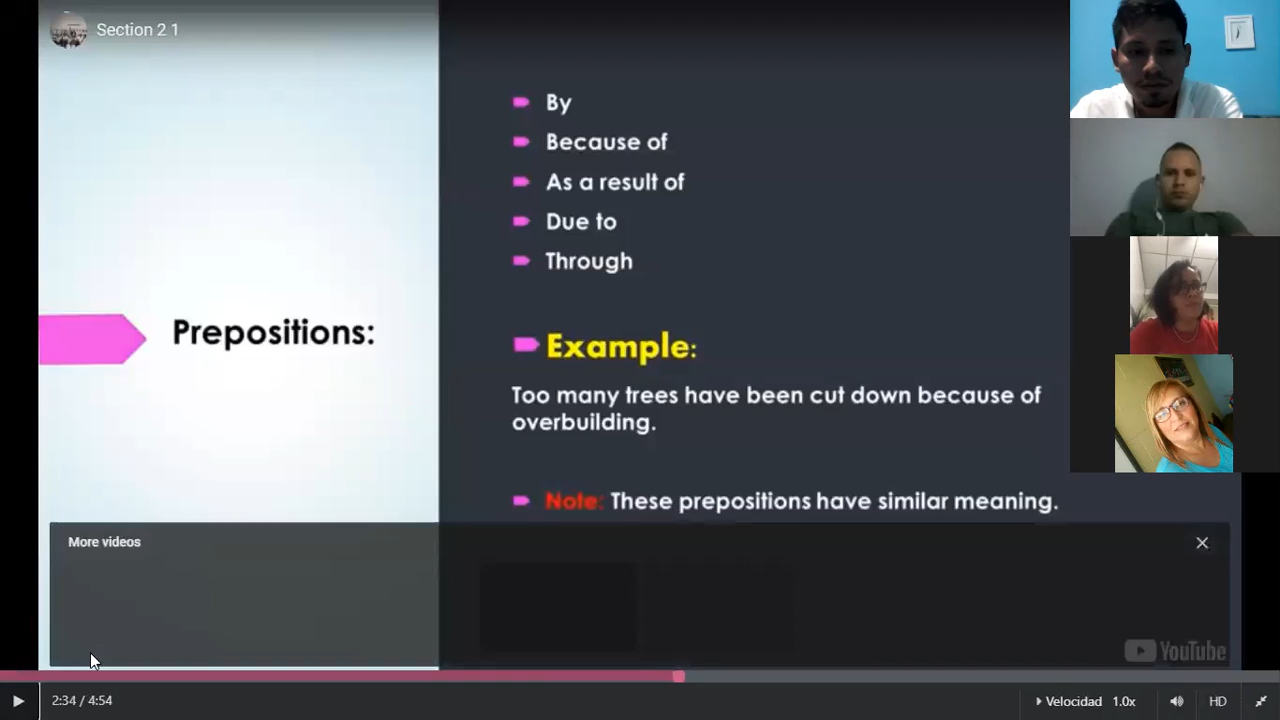 Section 2 1
By
Because of
As a result of
Due to
Through
Prepositions:
Example:
Too many trees have been cut down because of
overbuilding.
Note: These prepositions have similar meaning.
More videos
YouTube
2:34 / 4:54
Velocidad 1.0x
HD